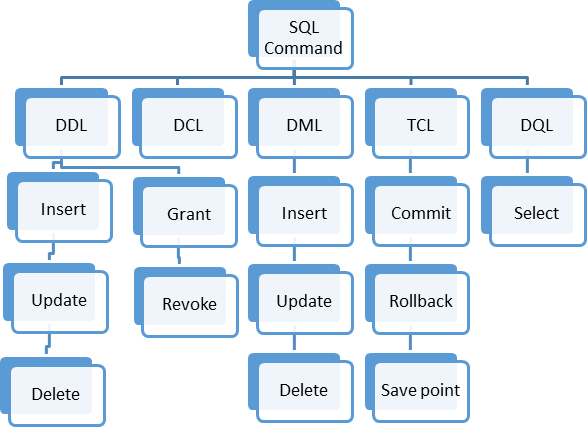 SQL
Command
DDL
DCL
DML
TCL
DQL
Insert
Grant
Insert
Commit
Select
Update
Revoke
Update
Rollback
Delete
Delete
Save point